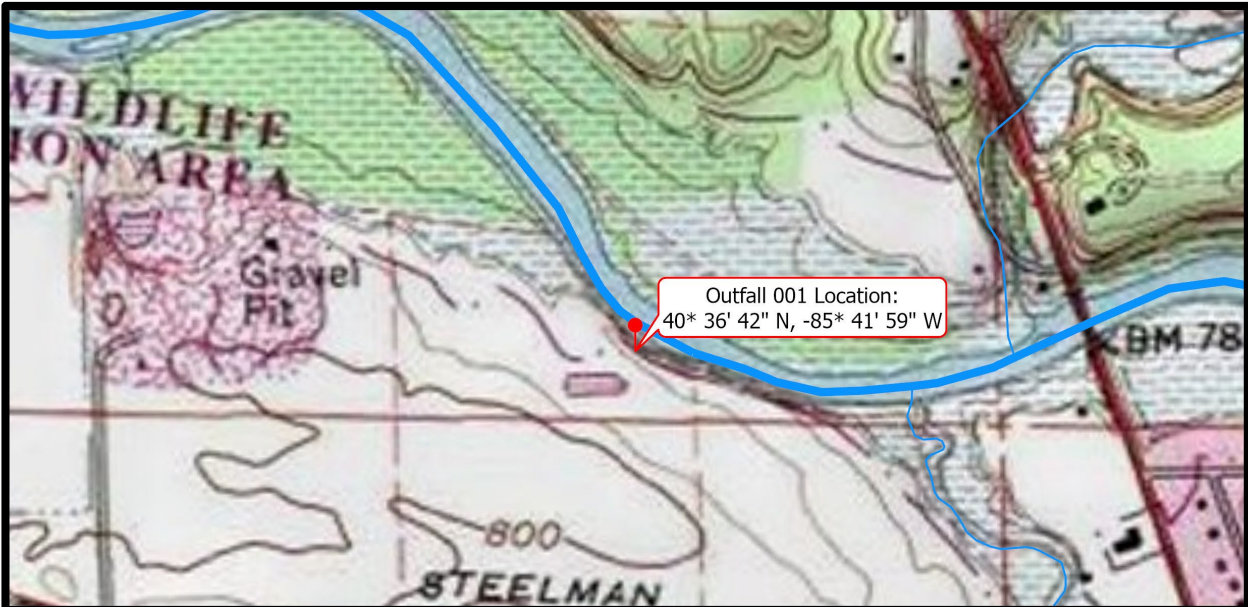 WILDLIFE
ION AREA
Gravel
Pit
Outfall 001 Location:
40* 36' 42" N, -85* 41' 59" W
BM 78
800
STEELMAN